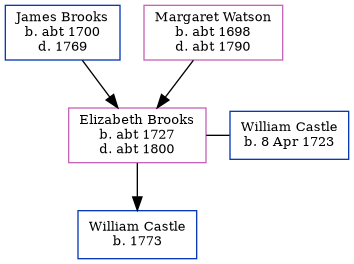 James Brooks
b. abt 1700
d. 1769
Margaret Watson
b. abt 1698
d. abt 1790
Elizabeth Brooks
b. abt 1727
d. abt 1800
William Castle
b. 8 Apr 1723
William Castle
b. 1773